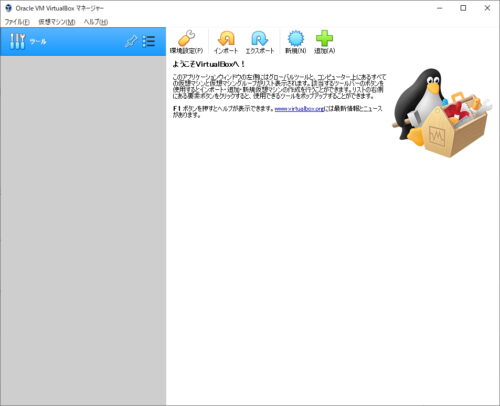 Oracle VM VirtualBox マネージャー
ファイル(F) 仮想マシン(M) ヘルプ(H)
ツール
環境設定(P) インポート エクスポート 新規(N) 追加(A)
ようこそVirtualBoxへ！
このアプリケーションウィンドウの左側にはグローバルツールと、コンピューター上にあるすべて
の仮想マシンと仮想マシングループがリスト表示されます。該当するツールバーのボタンを
使用するとインポート・追加・新規仮想マシンの作成を行うことができます。リストの右側
にある要素ボタンをクリックすると、使用できるツールをポップアップすることができます。
F1 ボタンを押すとヘルプが表示できます。www.virtualbox.orgには最新情報とニュース
があります。